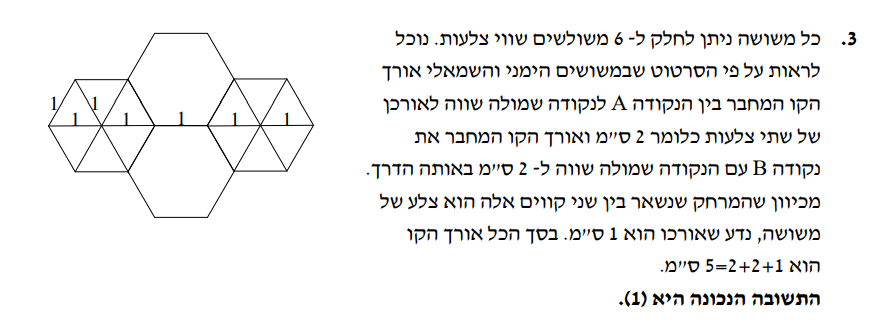 3. כל משושה ניתן לחלק ל- 6 משולשים שווי צלעות. נוכל
לראות על פי הסרטוט שבמשושים הימני והשמאלי אורך
הקו המחבר בין הנקודה A לנקודה שמולה שווה לאורכן
של שתי צלעות כלומר 2 ס״מ ואורך הקו המחבר את
נקודה B עם הנקודה שמולה שווה ל- 2 ס״מ באותה הדרך.
מכיוון שהמרחק שנשאר בין שני קווים אלה הוא צלע של
משושה, נדע שאורכו הוא 1 ס״מ. בסך הכל אורך הקו
הוא 5=2+2+1 ס״מ.
התשובה הנכונה היא (1).
1 1
1 1 1 1 1